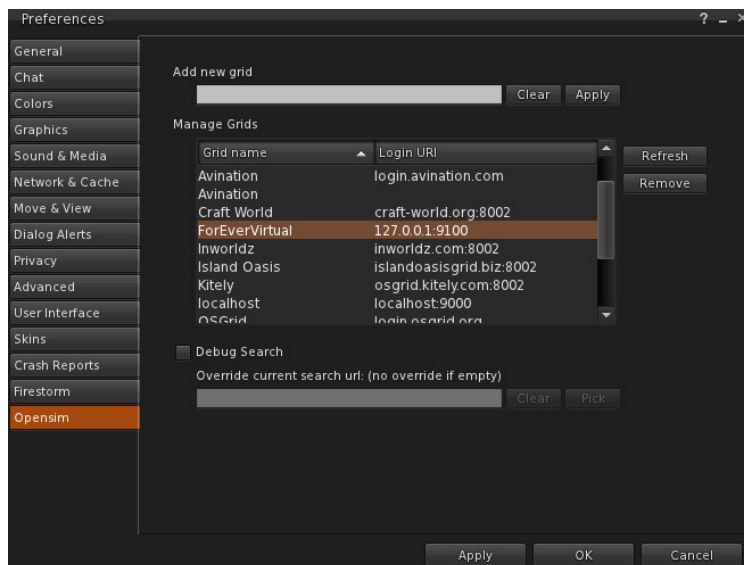 Preferences ? _ ×
General
Chat
Colors
Graphics
Sound & Media
Network & Cache
Move & View
Dialog Alerts
Privacy
Advanced
User Interface
Skins
Crash Reports
Firestorm
Opensim
Add new grid
Clear Apply
Manage Grids
Grid name Login URI
Avination login.avination.com
Avination
Craft World craft-world.org:8002
ForEverVirtual 127.0.0.1:9100
Inworldz inworldz.com:8002
Island Oasis islandoasisgrid.biz:8002
Kitely osgrid.kitely.com:8002
localhost localhost:9000
OSGrid login.osgrid.org
Refresh
Remove
Debug Search
Override current search url: (no override if empty)
Clear Pick
Apply OK Cancel